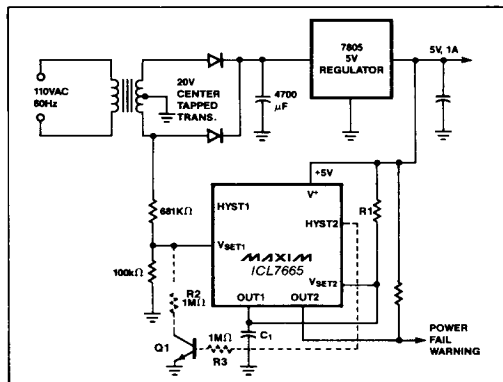 110VAC
60Hz
20V
CENTER
TAPPED
TRANS.
4700
µF
7805
5V
REGULATOR
5V, 1A
+5V
V+
HYST1
HYST2
R1
681KΩ
MAXIM
ICL7665
VSET1
VSET2
100kΩ
OUT1
OUT2
R2
1MΩ
Q1
1MΩ
R3
C1
POWER
FAIL
WARNING